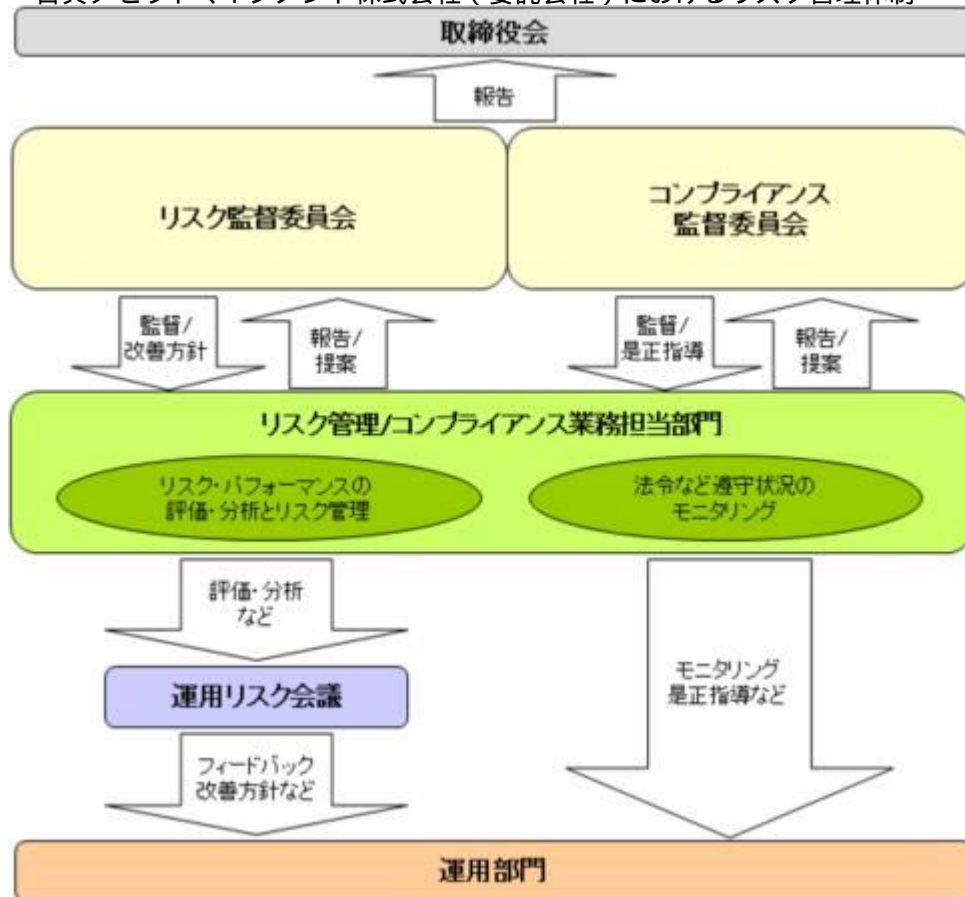 取締役会
報告
リスク監督委員会
コンプライアンス
監督委員会
監督/
改善方針
報告/
提案
監督/
是正指導
報告/
提案
リスク管理/コンプライアンス業務担当部門
リスク・パフォーマンスの
評価・分析とリスク管理
法令など遵守状況の
モニタリング
評価・分析
など
運用リスク会議
モニタリング
是正指導など
フィードバック
改善方針など
運用部門